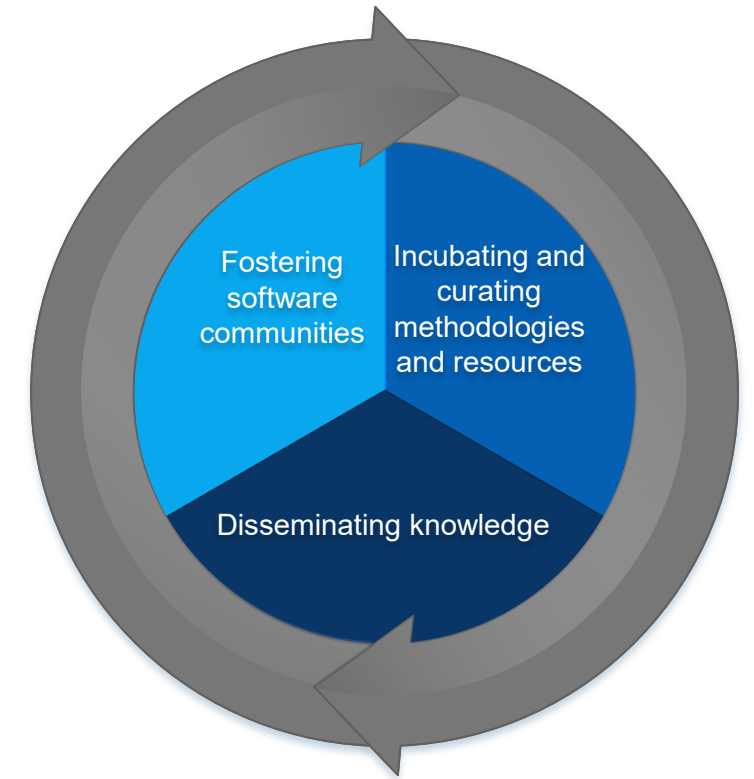 Fostering
software
communities
Incubating and
curating
methodologies
and resources
Disseminating knowledge